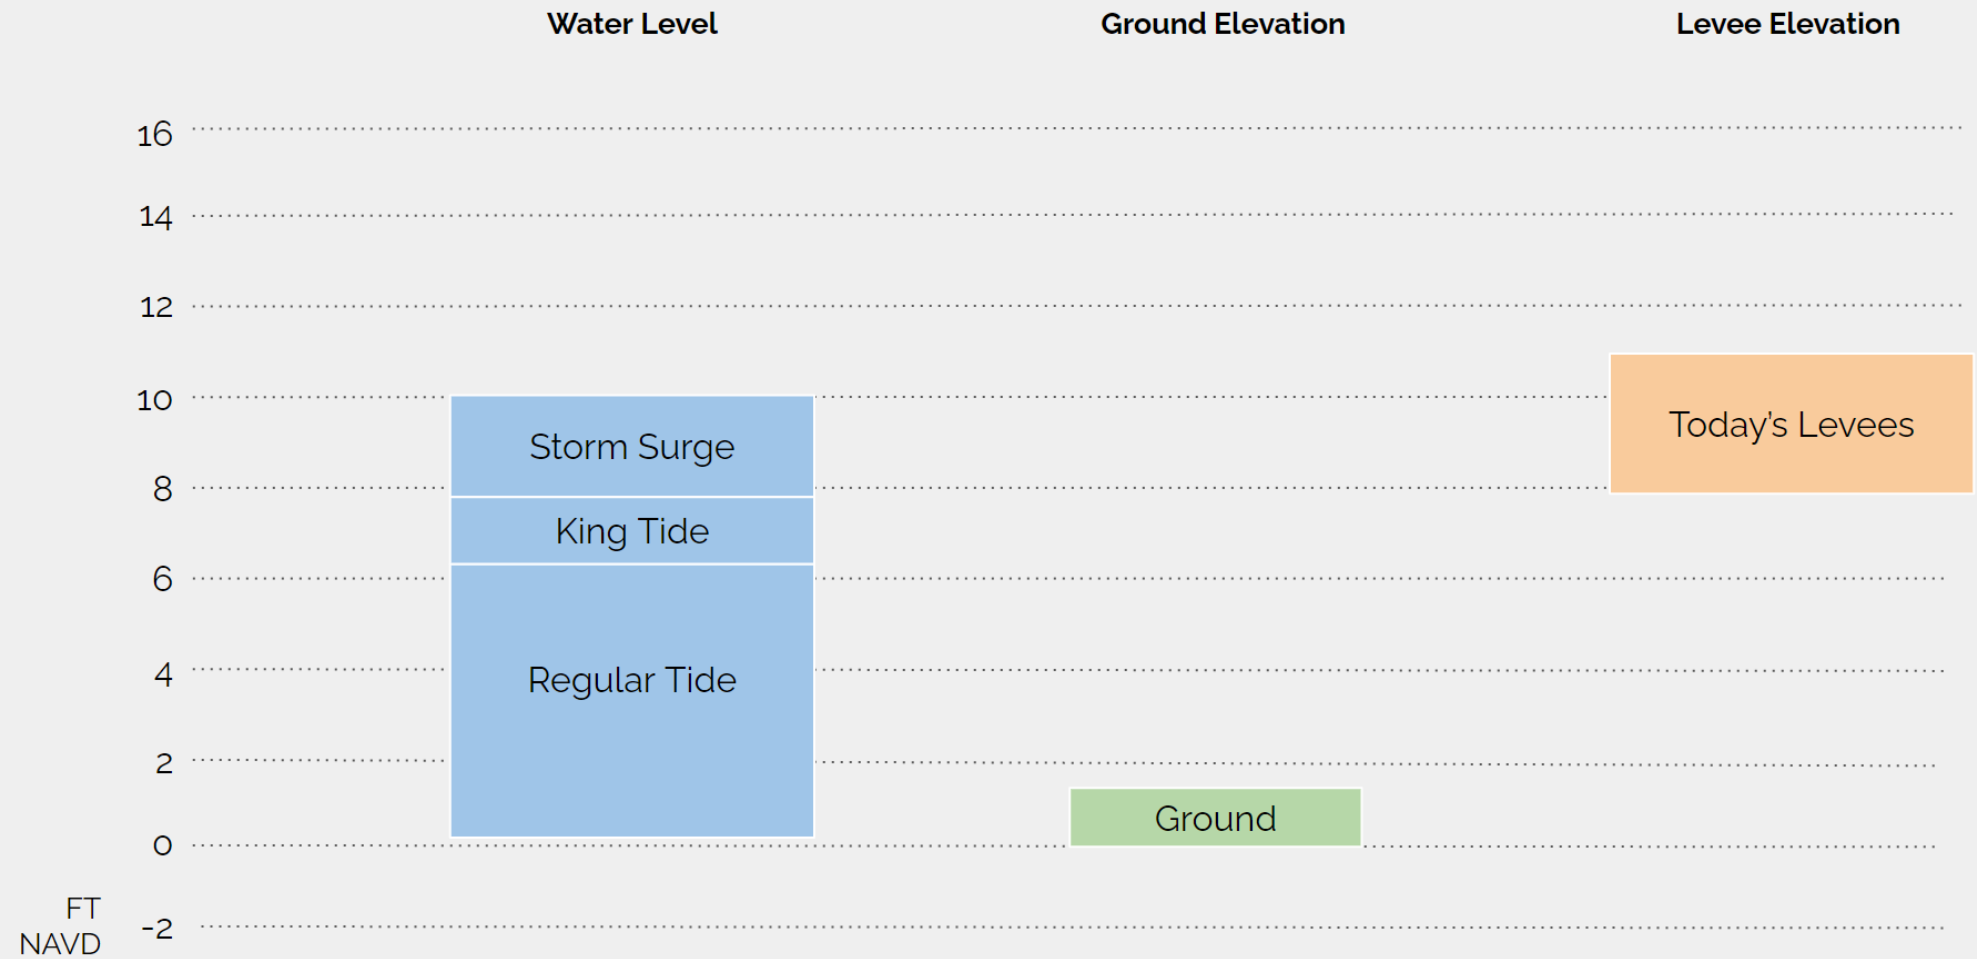 Water Level
Ground Elevation
Levee Elevation
16
14
12
10
Today's Levees
Storm Surge
8
King Tide
6
4
Regular Tide
2
Ground
0
FT
-2
NAVD